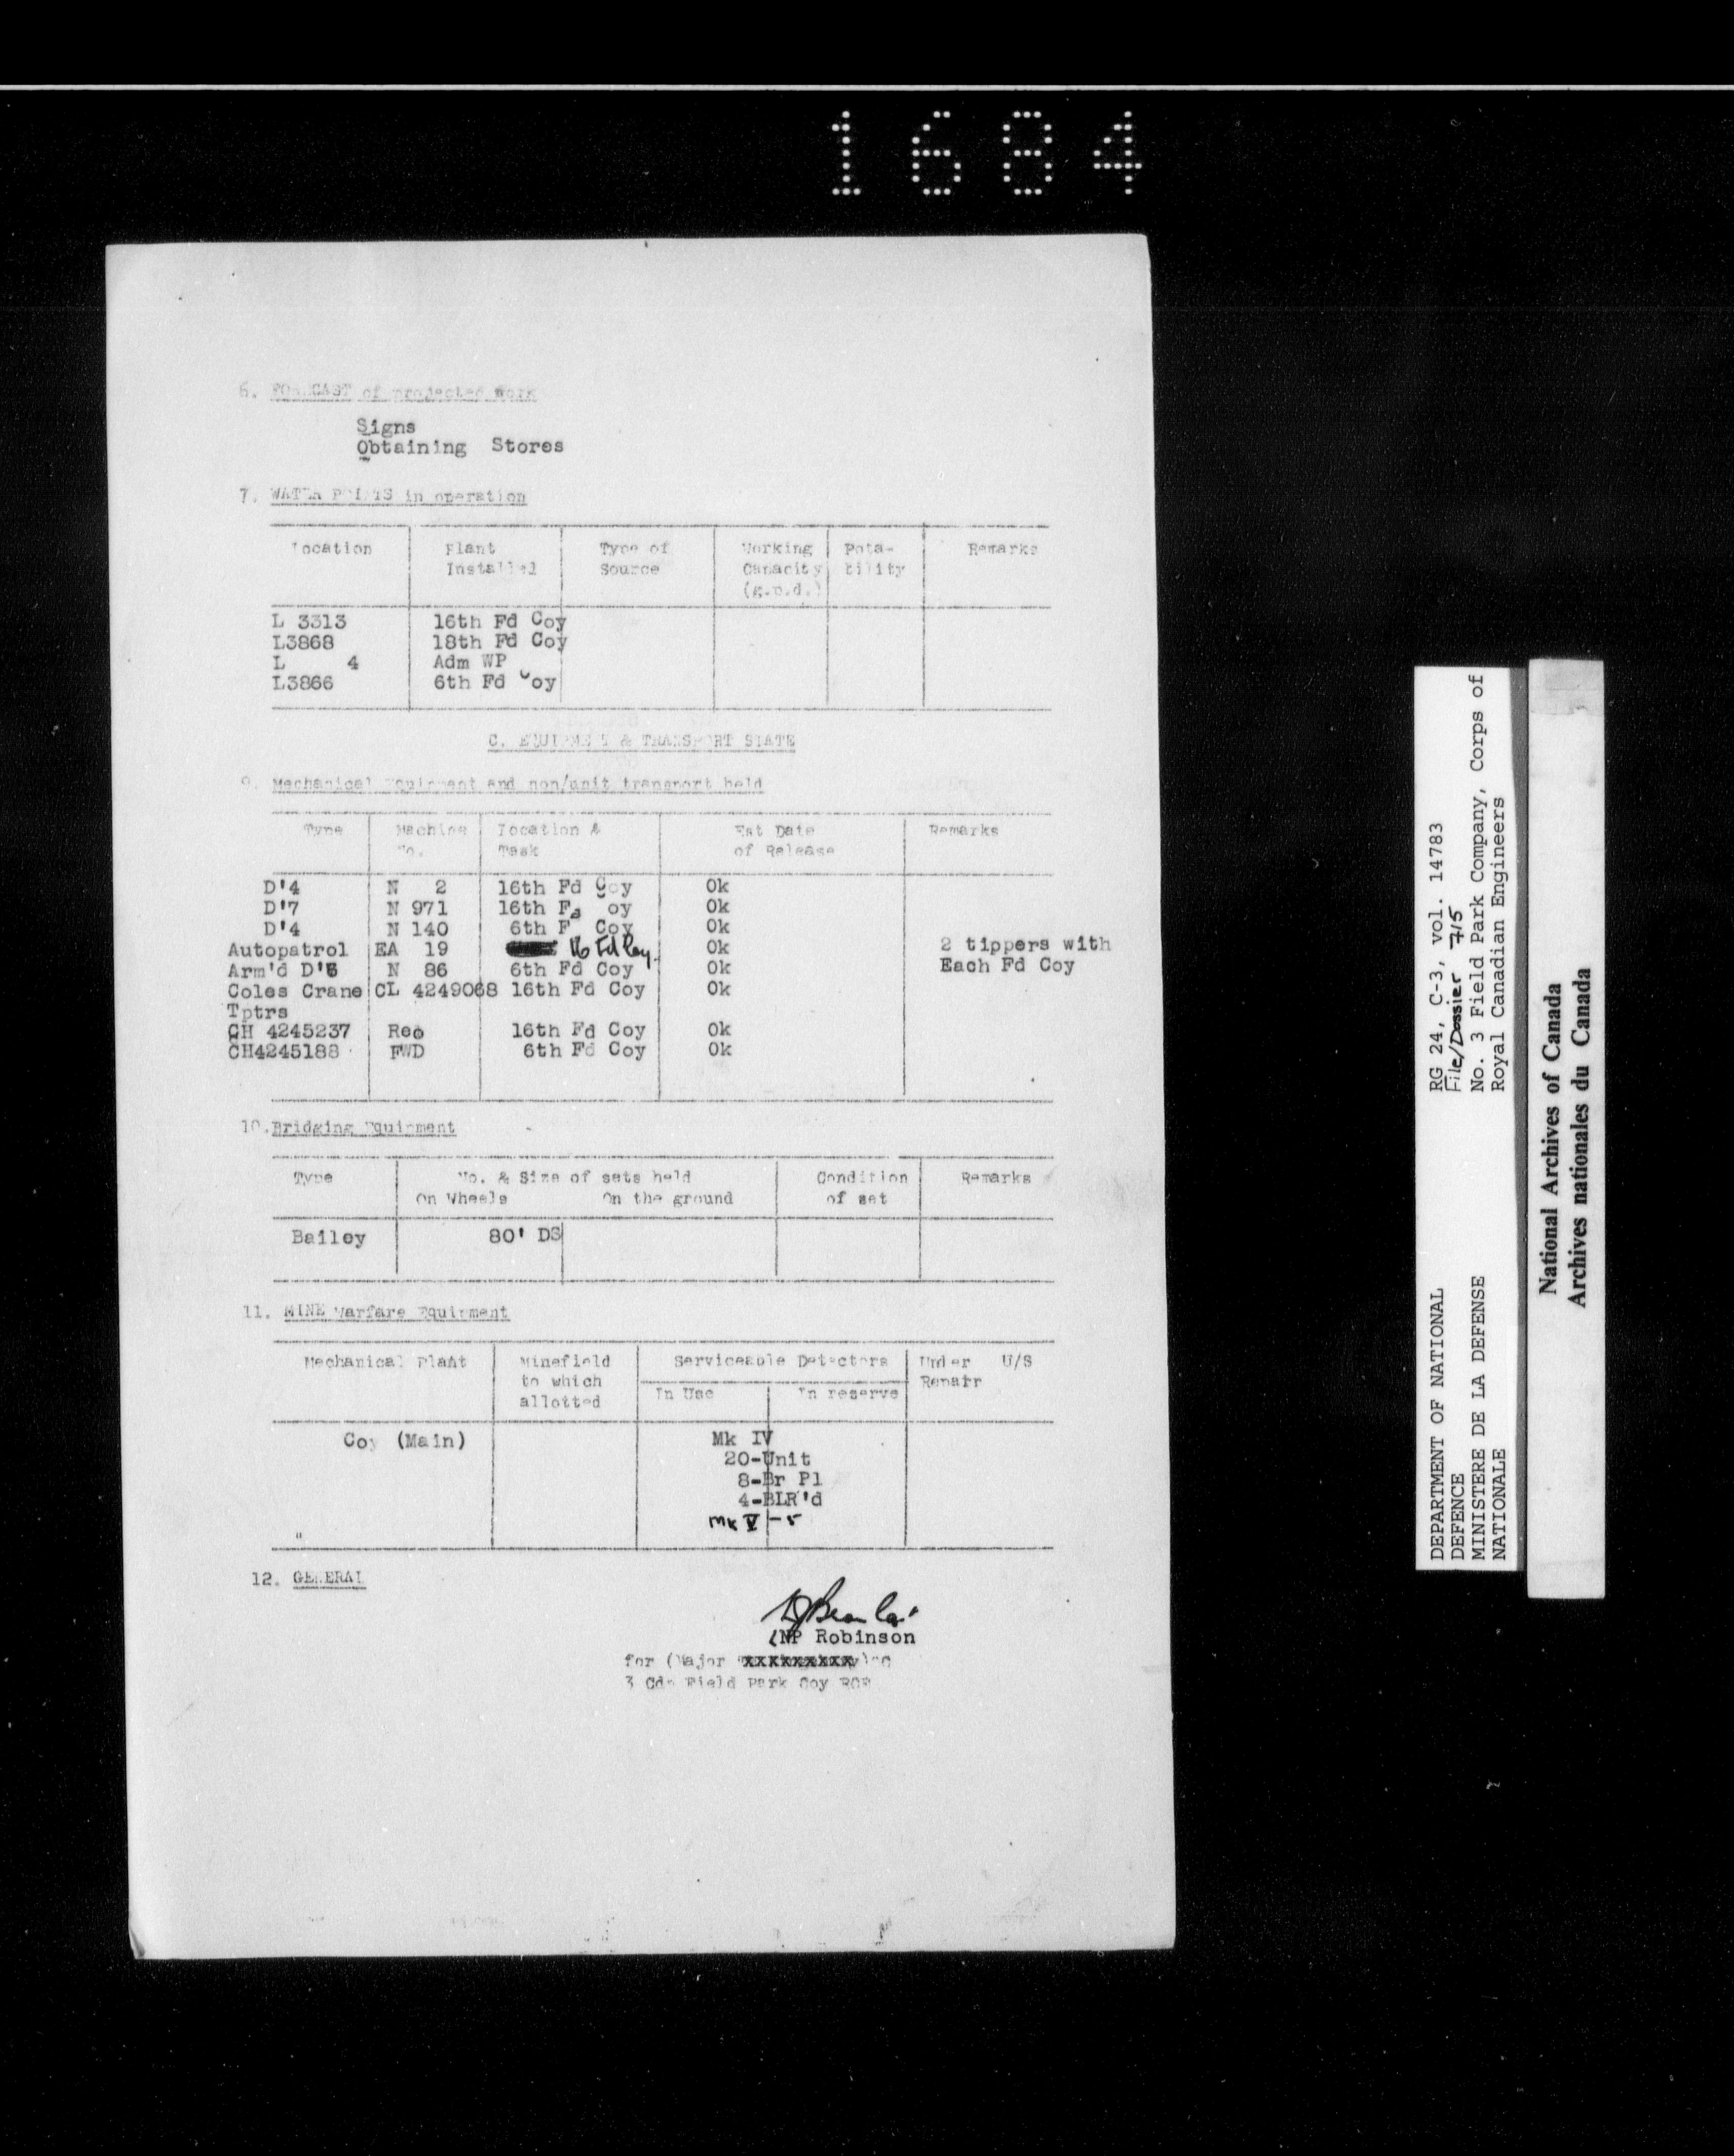 1684
6. FORECAST of projected work
Signs
Obtaining Stores
7. WATER POINTS in operation
Location Plant Type of Working Pota- Remarks
Installed Source Capacity bility
(g.p.d.)
L 3313 16th Fd Coy
L3868 18th Fd Coy
L 4 Adm WP
L3866 6th Fd Coy
C. EQUIPMENT & TRANSPORT STATE
9. Mechanical Equipment and non/unit transport held
Type Machine Location & Est Date Remarks
No. Task of Release
D'4 N 2 16th Fd Coy Ok
D'7 N 971 16th Fd oy Ok
D'4 N 140 6th F Coy Ok
Autopatrol EA 19 16 Fd Coy. Ok 2 tippers with
Arm'd D' N 86 6th Fd Coy Ok Each Fd Coy
Coles Crane CL 4249068 16th Fd Coy Ok
Tptrs
CH 4245237 Reo 16th Fd Coy Ok
CH4245188 FWD 6th Fd Coy Ok
10. Bridging Equipment
Type No. & Size of sets held Condition Remarks
On Wheels On the ground of set
Bailey 80' DS
11. MINE Warfare Equipment
Mechanical Plant Minefield Serviceable Detectors Under U/S
to which In Use In reserve Repair
allotted
Coy (Main) Mk IV
20-Unit
8-Br Pl
4-BLR'd
Mk V - 5
"
12. GENERAL
(NP Robinson
for (Major xxxxxxxxx)OC
3 Cdn Field Park Coy RCE
RG 24, C-3, vol. 14783
File/Dossier 715
No. 3 Field Park Company, Corps of
Royal Canadian Engineers
DEPARTMENT OF NATIONAL
DEFENCE
MINISTERE DE LA DEFENSE
NATIONALE
National Archives of Canada
Archives nationales du Canada